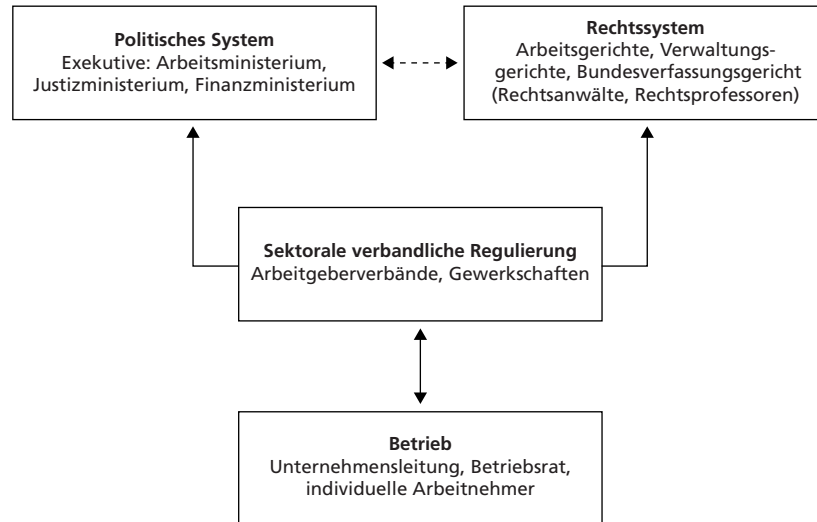 Politisches System
Exekutive: Arbeitsministerium,
Justizministerium, Finanzministerium
Rechtssystem
Arbeitsgerichte, Verwaltungs-
gerichte, Bundesverfassungsgericht
(Rechtsanwälte, Rechtsprofessoren)
Sektorale verbandliche Regulierung
Arbeitgeberverbände, Gewerkschaften
Betrieb
Unternehmensleitung, Betriebsrat,
individuelle Arbeitnehmer